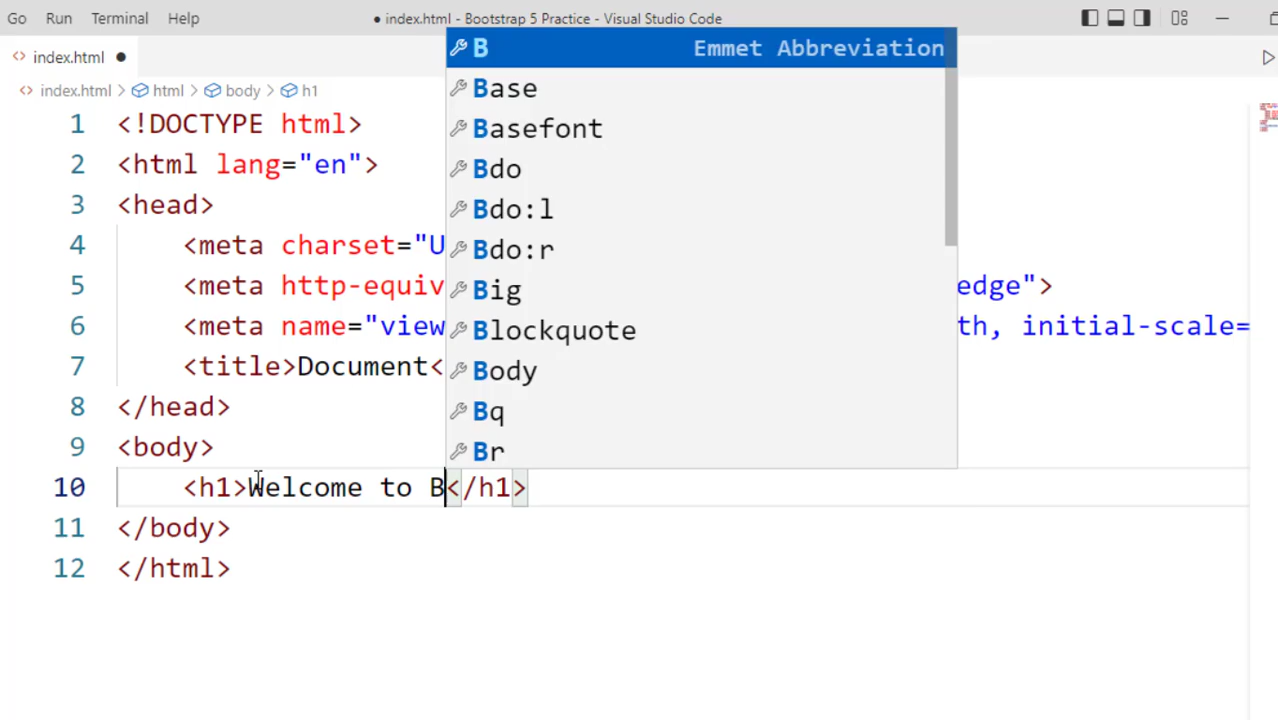 Go Run Terminal Help ● index.html - Bootstrap 5 Practice - Visual Studio Code
index.html ●
index.html > html > body > h1
B Emmet Abbreviation
Base
Basefont
Bdo
Bdo:l
Bdo:r
Big
Blockquote
Body
Bq
Br
1 <!DOCTYPE html>
2 <html lang="en">
3 <head>
4 <meta charset="U
5 <meta http-equiv edge">
6 <meta name="view th, initial-scale=
7 <title>Document<
8 </head>
9 <body>
10 <h1>Welcome to B</h1>
11 </body>
12 </html>